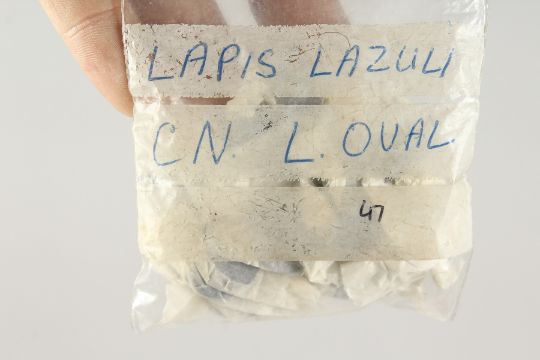 LAPIS LAZULI
CN. L. OVAL.
47